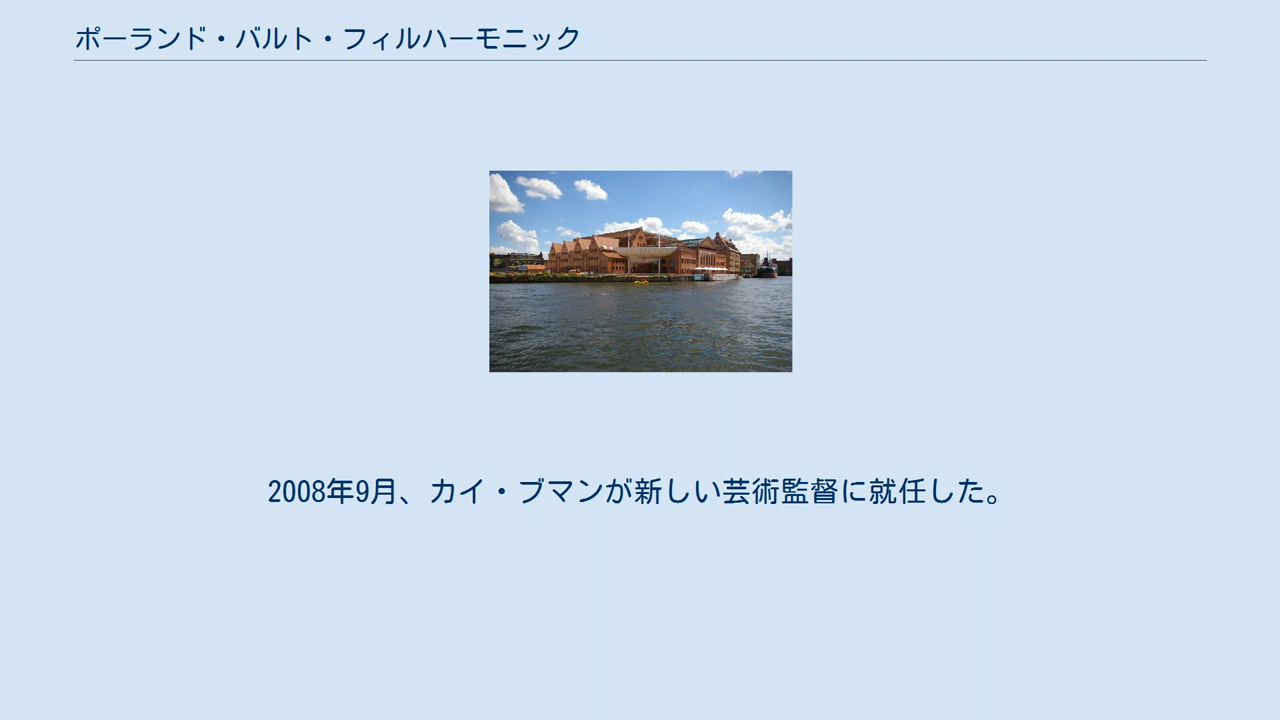 ポーランド・バルト・フィルハーモニック
2008年9月、カイ・ブマンが新しい芸術監督に就任した。